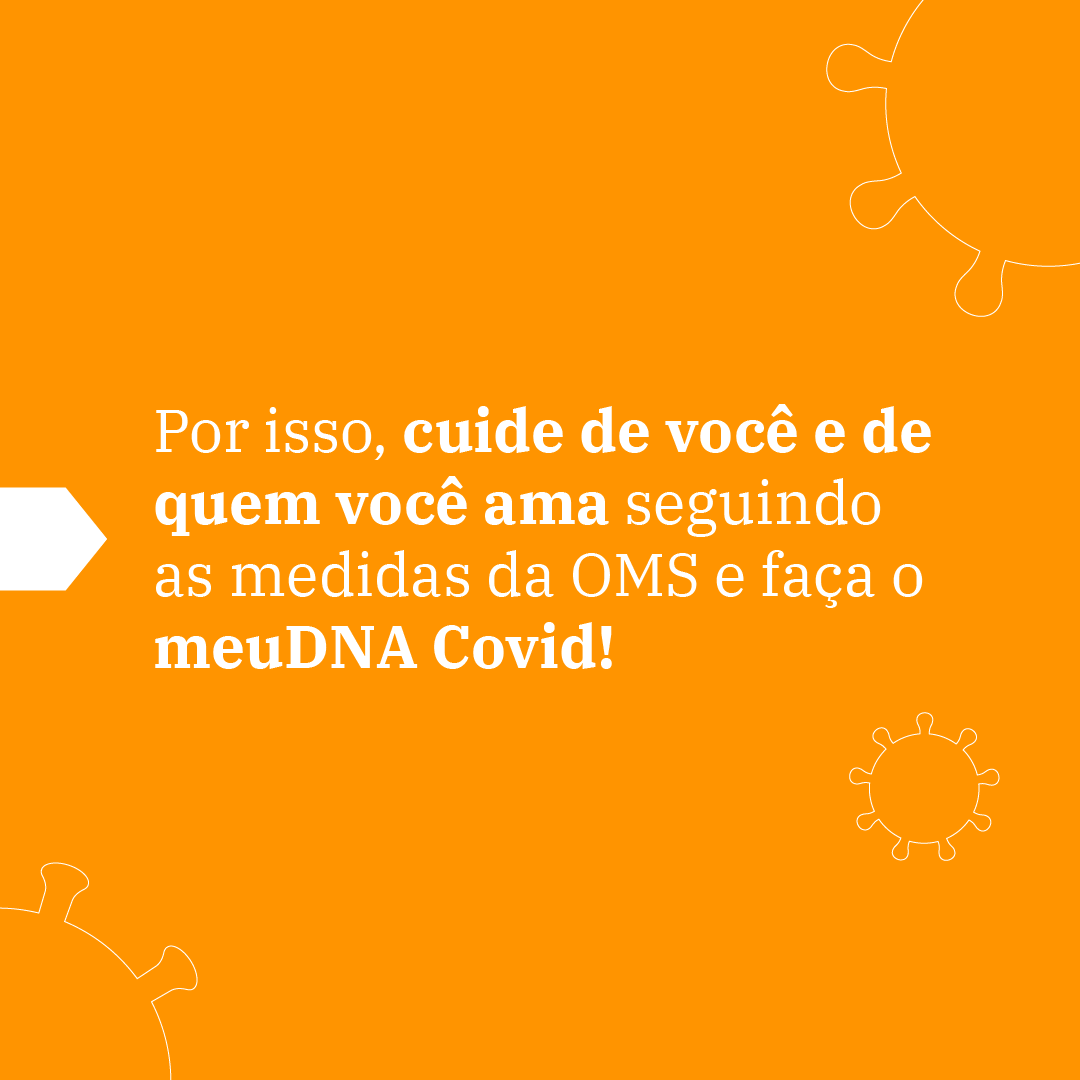 Por isso, cuide de você e de
quem você ama seguindo
as medidas da OMS e faça o
meuDNA Covid!